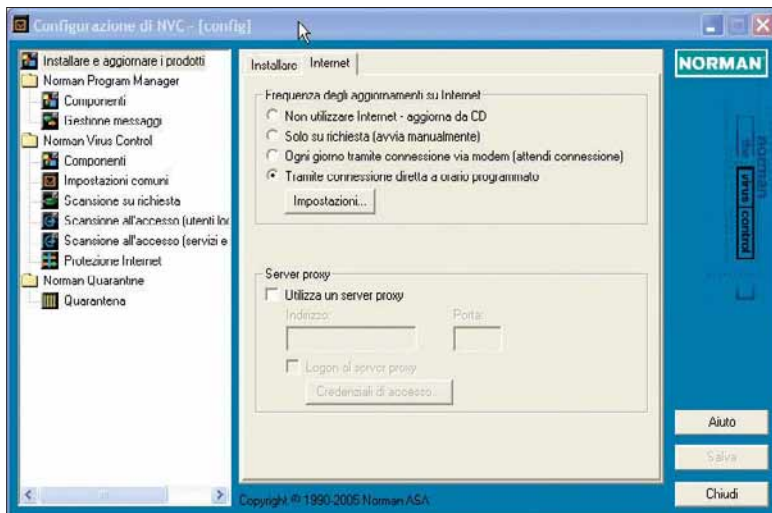 Configurazione di NVC - [config]
Installare e aggiornare i prodotti
Norman Program Manager
Componenti
Gestione messaggi
Norman Virus Control
Componenti
Impostazioni comuni
Scansione su richiesta
Scansione all'accesso (utenti loc
Scansione all'accesso (servizi e
Protezione Internet
Norman Quarantine
Quarantena
Installare
Internet
Frequenza degli aggiornamenti su Internet
Non utilizzare Internet - aggiorna da CD
Solo su richiesta (avvia manualmente)
Ogni giorno tramite connessione via modem (attendi connessione)
Tramite connessione diretta a orario programmato
Impostazioni...
Server proxy
Utilizza un server proxy
Indirizzo:
Porta:
Logon al server proxy
Credenziali di accesso...
Copyright © 1990-2005 Norman ASA
NORMAN
norman
the
virus control
Aiuto
Salva
Chiudi